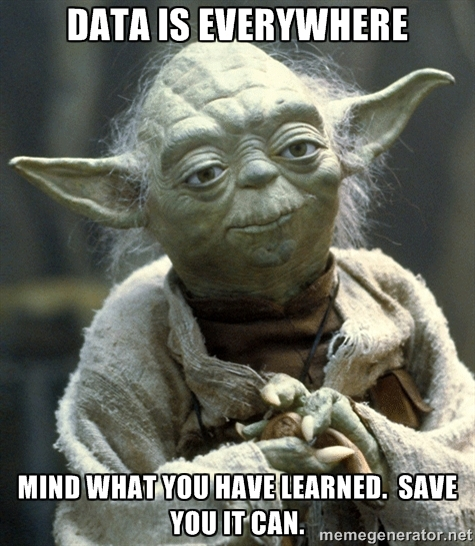 DATA IS EVERYWHERE
MIND WHAT YOU HAVE LEARNED.  SAVE
YOU IT CAN.
memegenerator.net